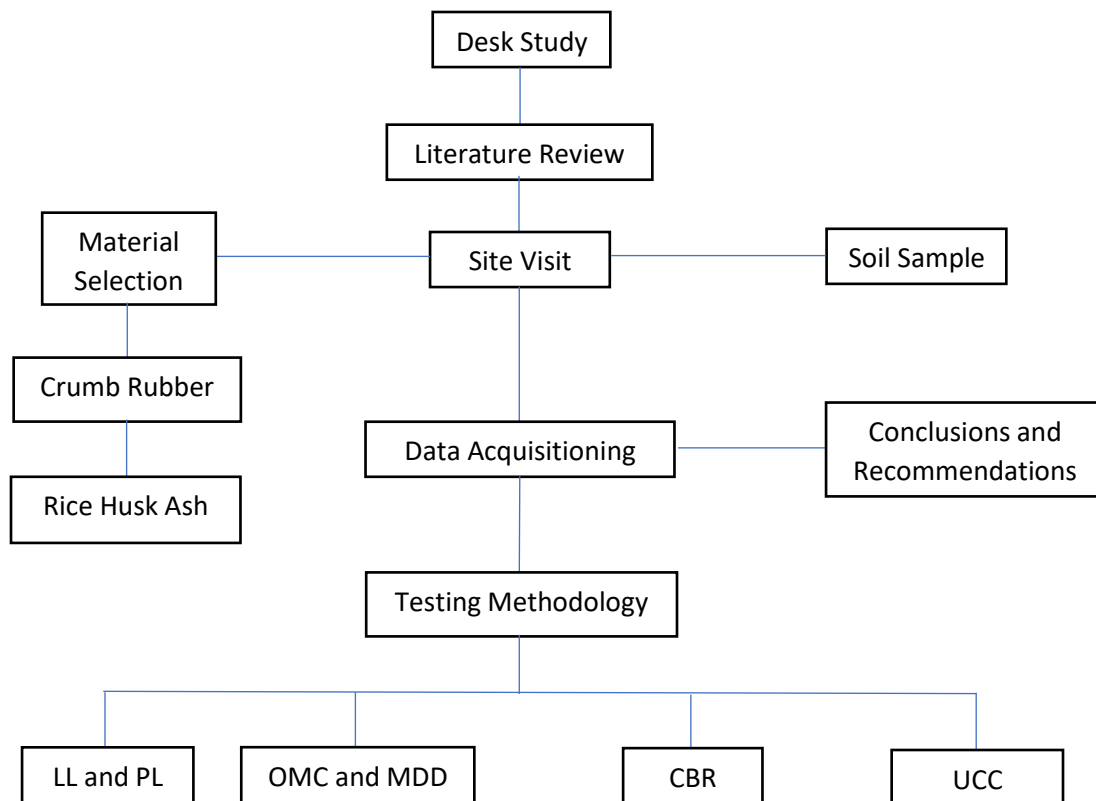 Desk Study
Literature Review
Material
Selection
Site Visit
Soil Sample
Crumb Rubber
Rice Husk Ash
Data Acquisitioning
Conclusions and
Recommendations
Testing Methodology
LL and PL
OMC and MDD
CBR
UCC